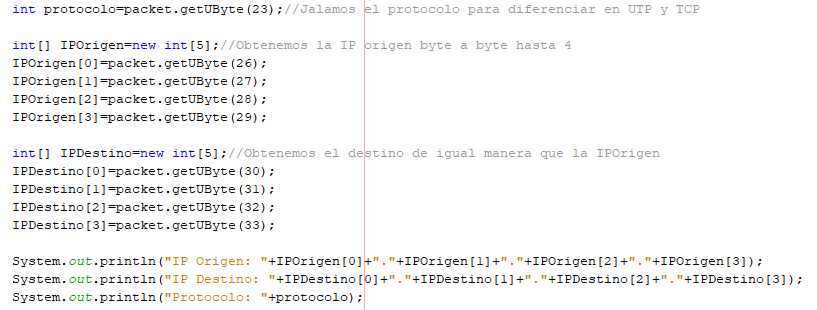 int protocolo=packet.getUByte(23);//Jalamos el protocolo para diferenciar en UTP y TCP
int[] IPOrigen=new int[5];//Obtenemos la IP origen byte a byte hasta 4
IPOrigen[0]=packet.getUByte(26);
IPOrigen[1]=packet.getUByte(27);
IPOrigen[2]=packet.getUByte(28);
IPOrigen[3]=packet.getUByte(29);
int[] IPDestino=new int[5];//Obtenemos el destino de igual manera que la IPOrigen
IPDestino[0]=packet.getUByte(30);
IPDestino[1]=packet.getUByte(31);
IPDestino[2]=packet.getUByte(32);
IPDestino[3]=packet.getUByte(33);
System.out.println("IP Origen: "+IPOrigen[0]+"."+IPOrigen[1]+"."+IPOrigen[2]+"."+IPOrigen[3]);
System.out.println("IP Destino: "+IPDestino[0]+"."+IPDestino[1]+"."+IPDestino[2]+"."+IPDestino[3]);
System.out.println("Protocolo: "+protocolo);